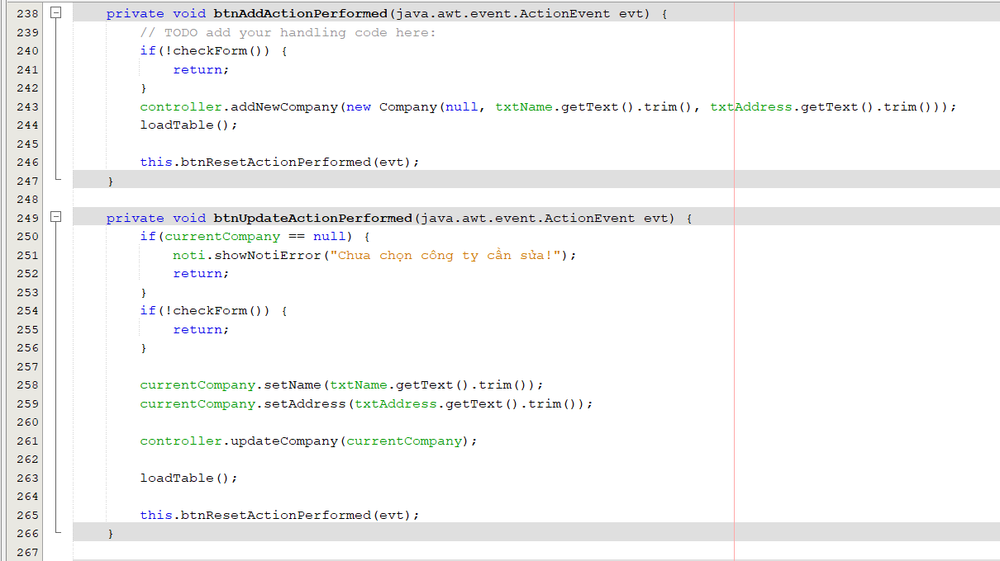 238 private void btnAddActionPerformed(java.awt.event.ActionEvent evt) {
239 // TODO add your handling code here:
240 if(!checkForm()) {
241 return;
242 }
243 controller.addNewCompany(new Company(null, txtName.getText().trim(), txtAddress.getText().trim()));
244 loadTable();
245
246 this.btnResetActionPerformed(evt);
247 }
248
249 private void btnUpdateActionPerformed(java.awt.event.ActionEvent evt) {
250 if(currentCompany == null) {
251 noti.showNotiError("Chưa chọn công ty cần sửa!");
252 return;
253 }
254 if(!checkForm()) {
255 return;
256 }
257
258 currentCompany.setName(txtName.getText().trim());
259 currentCompany.setAddress(txtAddress.getText().trim());
260
261 controller.updateCompany(currentCompany);
262
263 loadTable();
264
265 this.btnResetActionPerformed(evt);
266 }
267